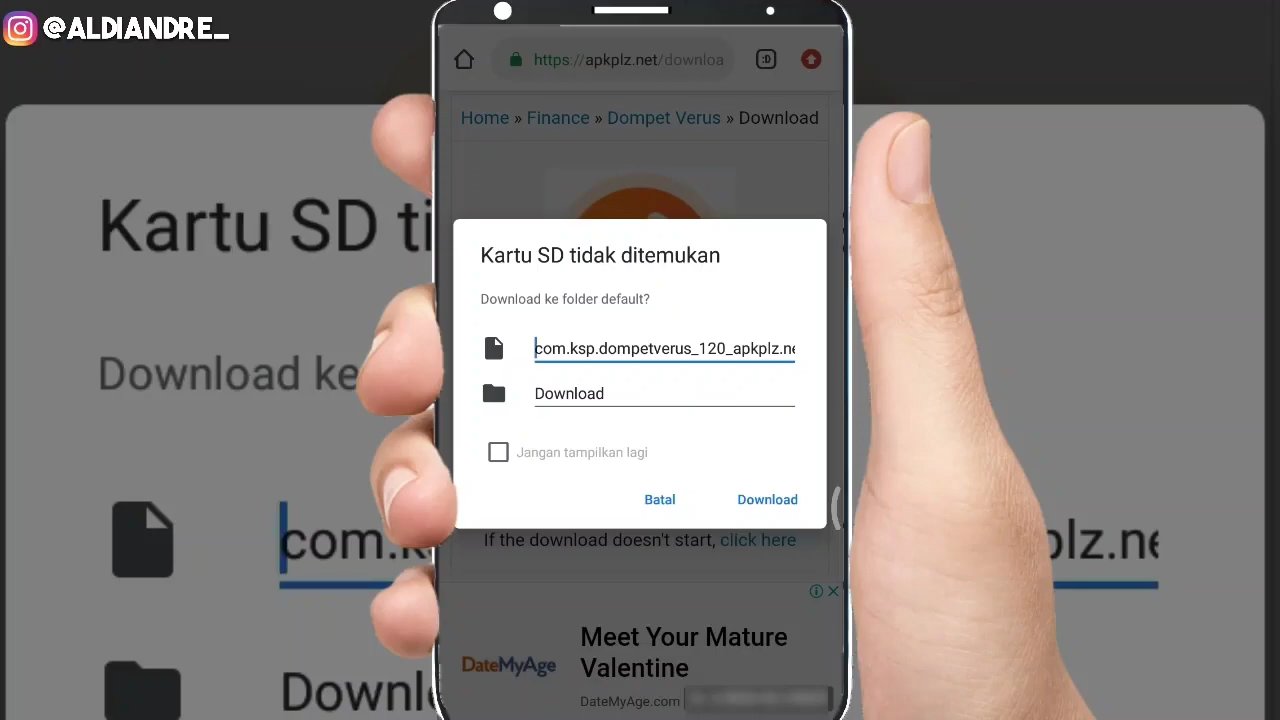 @ALDIANDRE_
https://apkplz.net/downloa
:D
Home » Finance » Dompet Verus » Download
Kartu SD tidak ditemukan
Download ke folder default?
com.ksp.dompetverus_120_apkplz.ne
Download
Jangan tampilkan lagi
Batal
Download
If the download doesn't start, click here
Meet Your Mature
Valentine
DateMyAge
DateMyAge.com
Kartu SD ti
Download ke
com.k
plz.ne
Downl